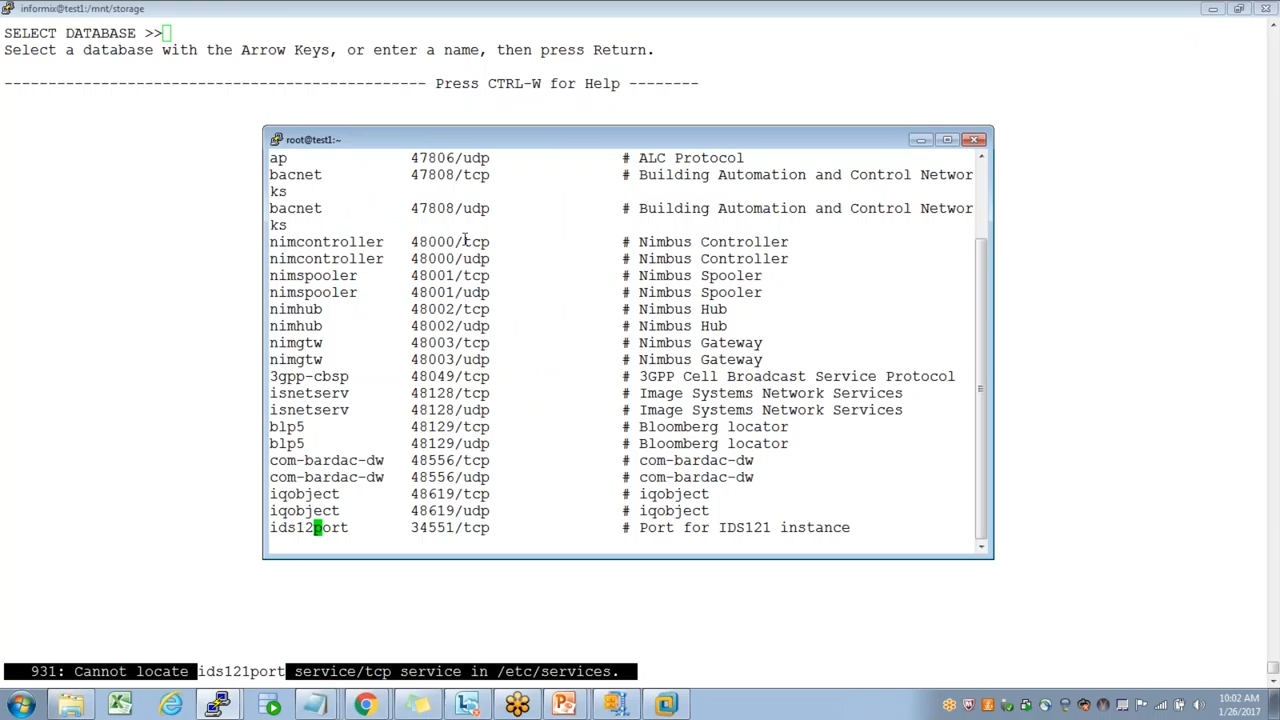 informix@test1:/mnt/storage
SELECT DATABASE >>
Select a database with the Arrow Keys, or enter a name, then press Return.
------------------------------------------------ Press CTRL-W for Help --------
root@test1:~
ap 47806/udp # ALC Protocol
bacnet 47808/tcp # Building Automation and Control Networ
ks
bacnet 47808/udp # Building Automation and Control Networ
ks
nimcontroller 48000/tcp # Nimbus Controller
nimcontroller 48000/udp # Nimbus Controller
nimspooler 48001/tcp # Nimbus Spooler
nimspooler 48001/udp # Nimbus Spooler
nimhub 48002/tcp # Nimbus Hub
nimhub 48002/udp # Nimbus Hub
nimgtw 48003/tcp # Nimbus Gateway
nimgtw 48003/udp # Nimbus Gateway
3gpp-cbsp 48049/tcp # 3GPP Cell Broadcast Service Protocol
isnetserv 48128/tcp # Image Systems Network Services
isnetserv 48128/udp # Image Systems Network Services
blp5 48129/tcp # Bloomberg locator
blp5 48129/udp # Bloomberg locator
com-bardac-dw 48556/tcp # com-bardac-dw
com-bardac-dw 48556/udp # com-bardac-dw
iqobject 48619/tcp # iqobject
iqobject 48619/udp # iqobject
ids12port 34551/tcp # Port for IDS121 instance
931: Cannot locate ids121port service/tcp service in /etc/services.
10:02 AM
1/26/2017